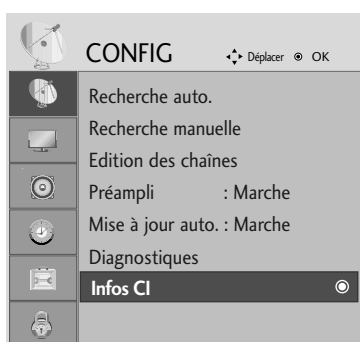 CONFIG Déplacer OK
Recherche auto.
Recherche manuelle
Edition des chaînes
Préampli : Marche
Mise à jour auto. : Marche
Diagnostiques
Infos CI